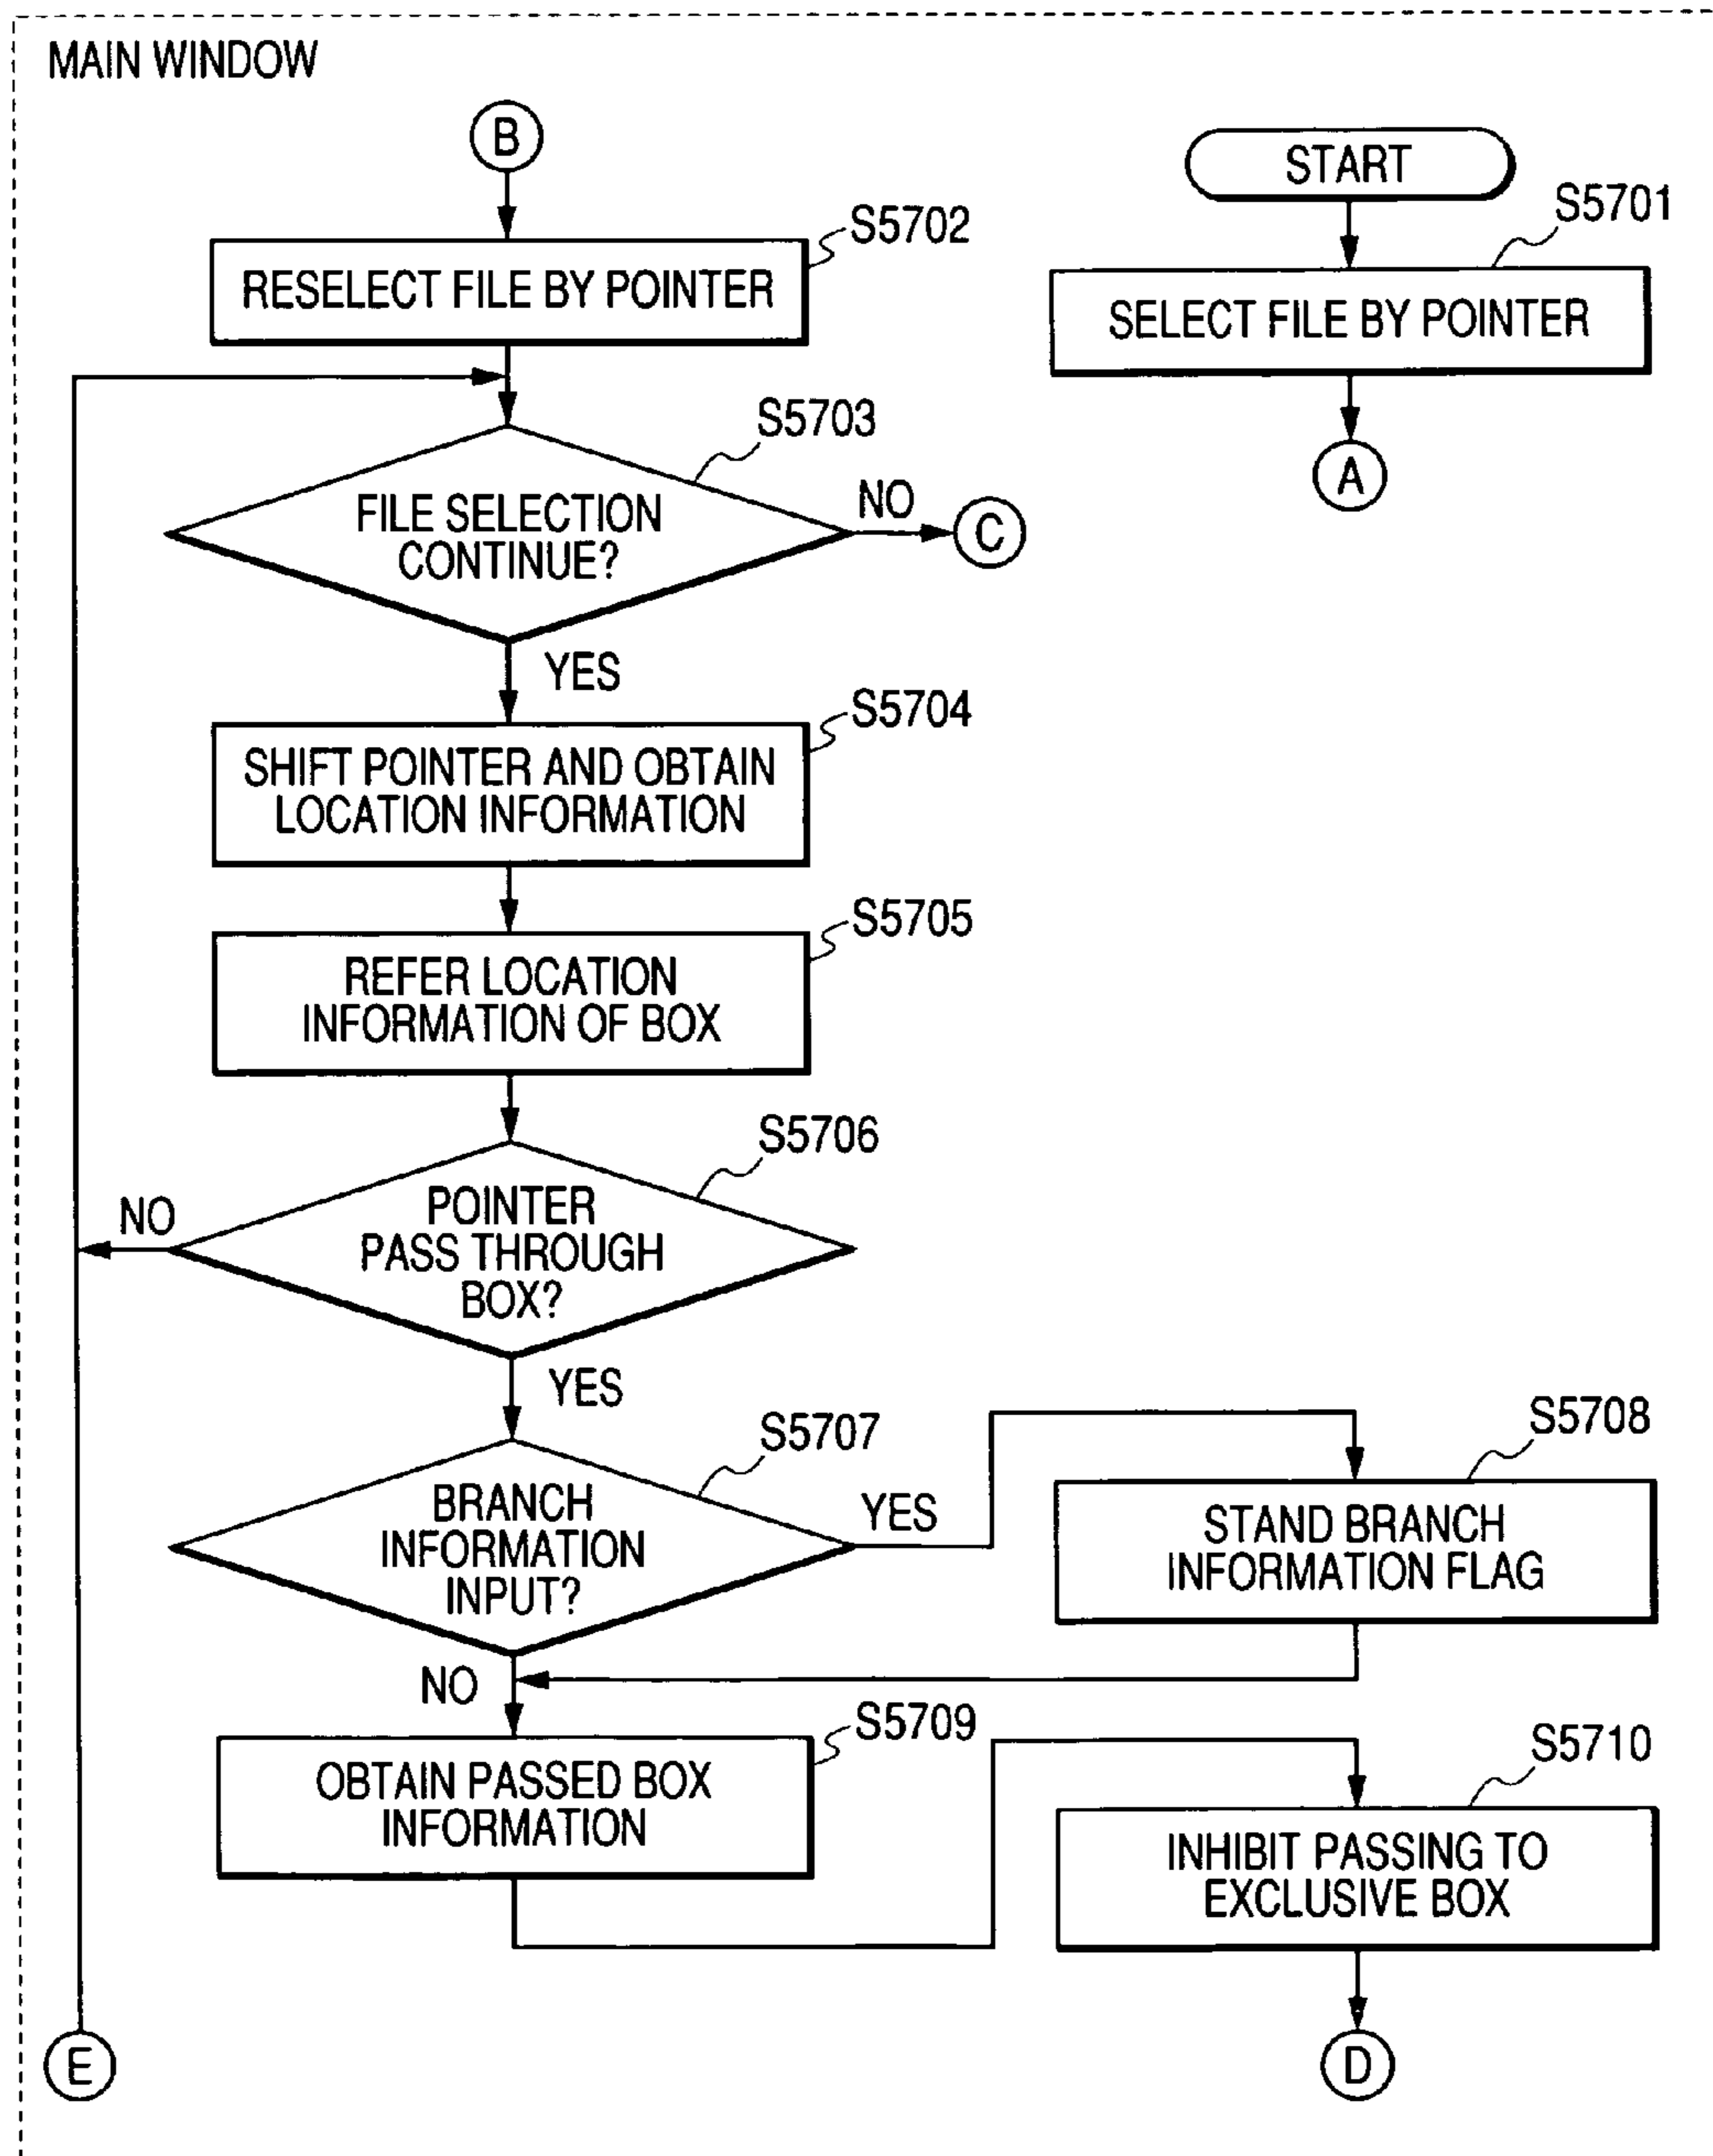 MAIN WINDOW
B
START
S5701
S5702
RESELECT FILE BY POINTER
SELECT FILE BY POINTER
A
S5703
FILE SELECTION
CONTINUE?
NO
C
YES
S5704
SHIFT POINTER AND OBTAIN
LOCATION INFORMATION
S5705
REFER LOCATION
INFORMATION OF BOX
S5706
POINTER
PASS THROUGH
BOX?
NO
YES
S5707
BRANCH
INFORMATION
INPUT?
YES
S5708
STAND BRANCH
INFORMATION FLAG
NO
S5709
OBTAIN PASSED BOX
INFORMATION
S5710
INHIBIT PASSING TO
EXCLUSIVE BOX
E
D